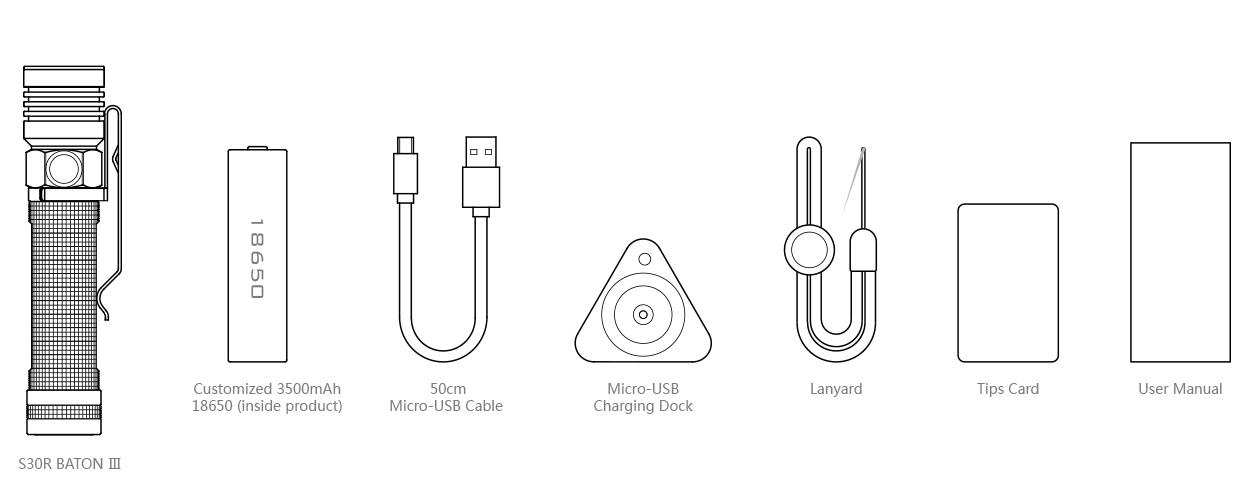 18650
Customized 3500mAh
18650 (inside product)
50cm
Micro-USB Cable
Micro-USB
Charging Dock
Lanyard
Tips Card
User Manual
S30R BATON Ⅲ